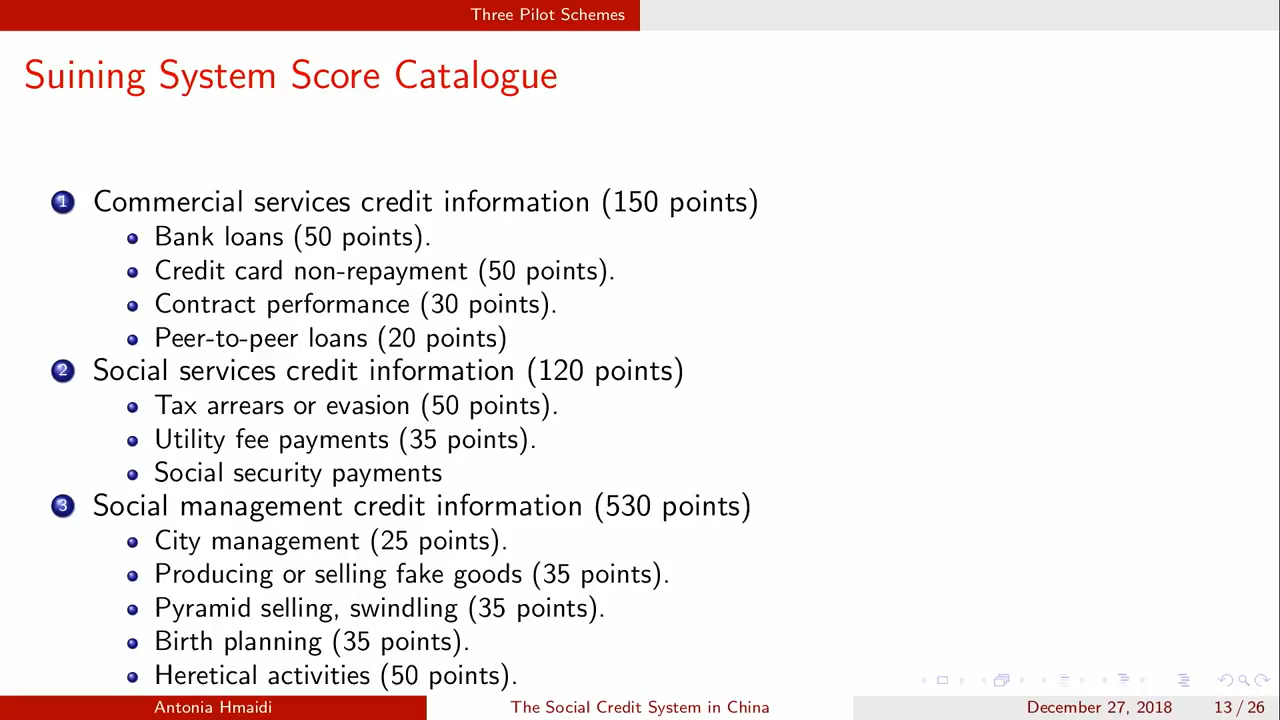 Three Pilot Schemes
Suining System Score Catalogue
1 Commercial services credit information (150 points)
Bank loans (50 points).
Credit card non-repayment (50 points).
Contract performance (30 points).
Peer-to-peer loans (20 points)
2 Social services credit information (120 points)
Tax arrears or evasion (50 points).
Utility fee payments (35 points).
Social security payments
3 Social management credit information (530 points)
City management (25 points).
Producing or selling fake goods (35 points).
Pyramid selling, swindling (35 points).
Birth planning (35 points).
Heretical activities (50 points).
Antonia Hmaidi The Social Credit System in China December 27, 2018 13 / 26